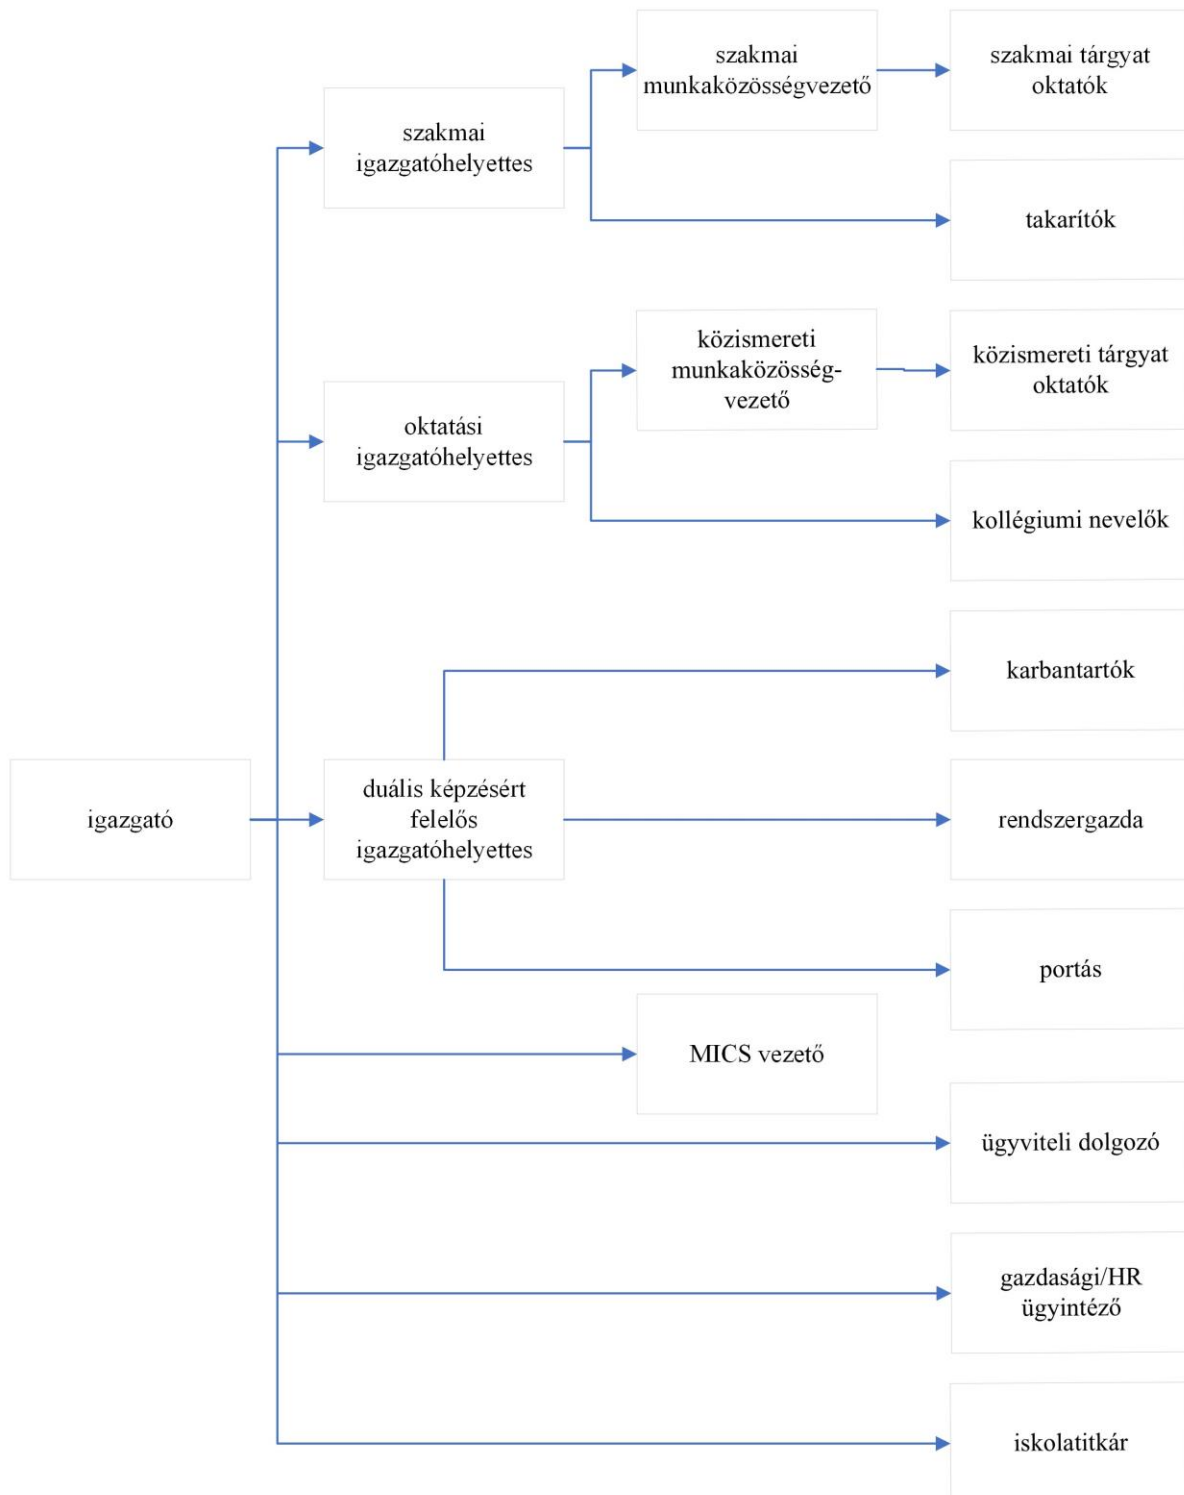 szakmai
munkaközösségvezető
szakmai tárgyat
oktatók
szakmai
igazgatóhelyettes
takarítók
közismereti
munkaközösség-
vezető
közismereti tárgyat
oktatók
oktatási
igazgatóhelyettes
kollégiumi nevelők
karbantartók
igazgató
duális képzésért
felelős
igazgatóhelyettes
rendszergazda
portás
MICS vezető
ügyviteli dolgozó
gazdasági/HR
ügyintéző
iskolatitkár